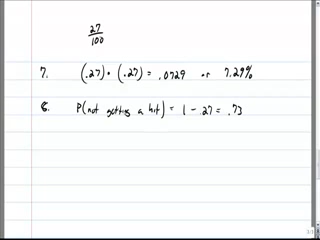 27/100
7. (.27) • (.27) = .0729 or 7.29%
8. P(not getting a hit) = 1 - .27 = .73